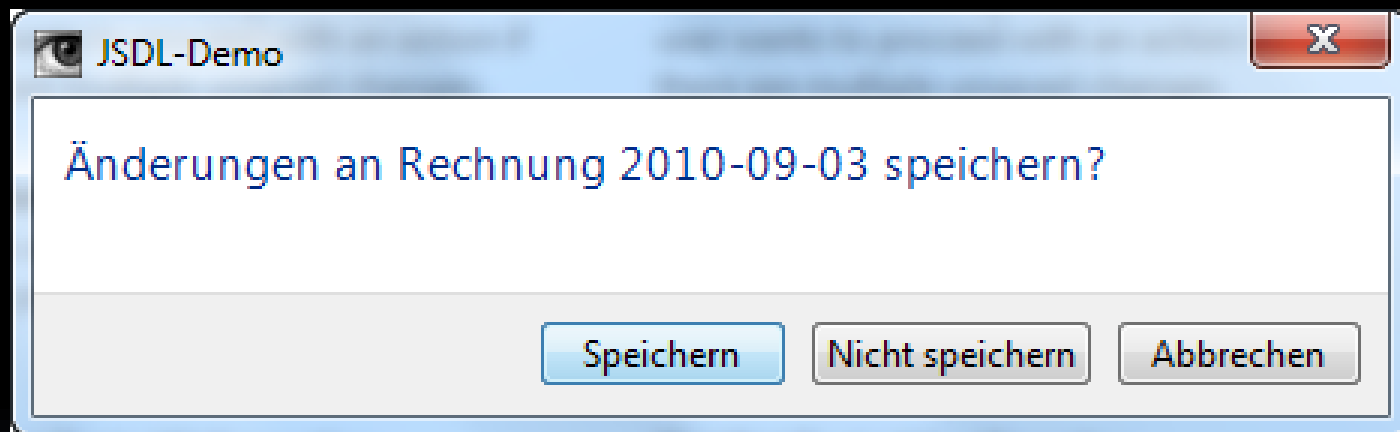 JSDL-Demo
Änderungen an Rechnung 2010-09-03 speichern?
Speichern Nicht speichern Abbrechen